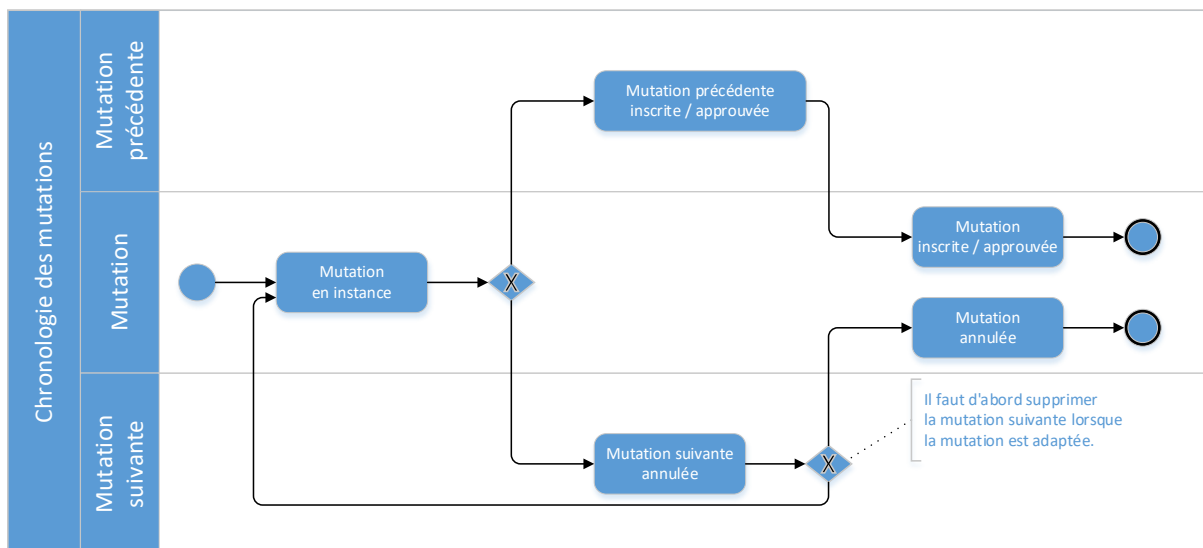 Chronologie des mutations
Mutation
précédente
Mutation précédente
inscrite / approuvée
Mutation
Mutation
en instance
X
Mutation
inscrite / approuvée
Mutation
annulée
Mutation
suivante
Mutation suivante
annulée
X
Il faut d'abord supprimer
la mutation suivante lorsque
la mutation est adaptée.